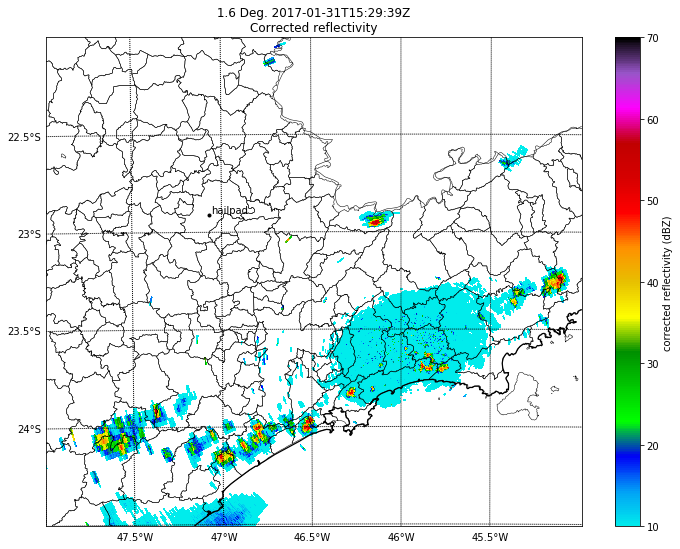 1.6 Deg. 2017-01-31T15:29:39Z
Corrected reflectivity
70
60
50
40
30
20
10
corrected reflectivity (dBZ)
22.5°S
23°S
23.5°S
24°S
hailpad
47.5°W
47°W
46.5°W
46°W
45.5°W